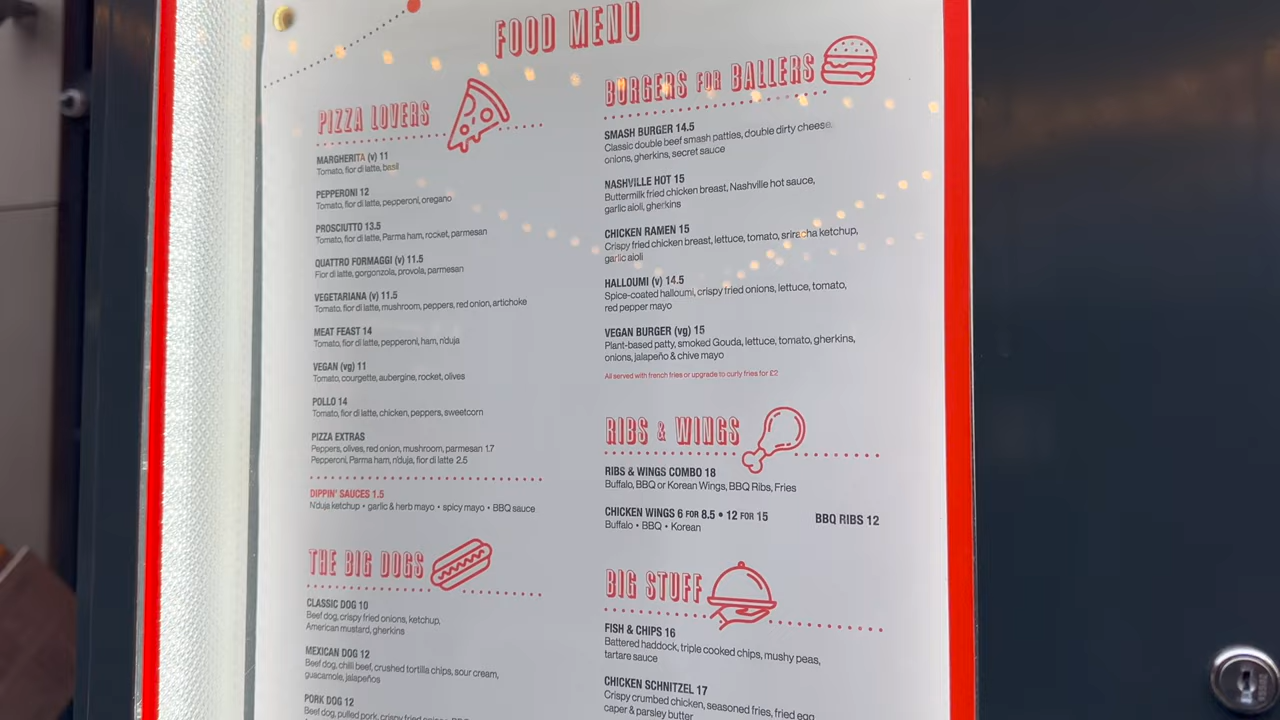 FOOD MENU
PIZZA LOVERS
MARGHERITA (v) 11
Tomato, fior di latte, basil
PEPPERONI 12
Tomato, fior di latte, pepperoni, oregano
PROSCIUTTO 13.5
Tomato, fior di latte, Parma ham, rocket, parmesan
QUATTRO FORMAGGI (v) 11.5
Fior di latte, gorgonzola, provola, parmesan
VEGETARIANA (v) 11.5
Tomato, fior di latte, mushroom, peppers, red onion, artichoke
MEAT FEAST 14
Tomato, fior di latte, pepperoni, ham, n'duja
VEGAN (vg) 11
Tomato, courgette, aubergine, rocket, olives
POLLO 14
Tomato, fior di latte, chicken, peppers, sweetcorn
PIZZA EXTRAS
Peppers, olives, red onion, mushroom, parmesan 1.7
Pepperoni, Parma ham, n'duja, fior di latte 2.5
DIPPIN' SAUCES 1.5
N'duja ketchup • garlic & herb mayo • spicy mayo • BBQ sauce
THE BIG DOGS
CLASSIC DOG 10
Beef dog, crispy fried onions, ketchup,
American mustard, gherkins
MEXICAN DOG 12
Beef dog, chilli beef, crushed tortilla chips, sour cream,
guacamole, jalapeños
PORK DOG 12
Beef dog, pulled pork, crispy fried
BURGERS FOR BALLERS
SMASH BURGER 14.5
Classic double beef smash patties, double dirty cheese,
onions, gherkins, secret sauce
NASHVILLE HOT 15
Buttermilk fried chicken breast, Nashville hot sauce,
garlic aioli, gherkins
CHICKEN RAMEN 15
Crispy fried chicken breast, lettuce, tomato, sriracha ketchup,
garlic aioli
HALLOUMI (v) 14.5
Spice-coated halloumi, crispy fried onions, lettuce, tomato,
red pepper mayo
VEGAN BURGER (vg) 15
Plant-based patty, smoked Gouda, lettuce, tomato, gherkins,
onions, jalapeño & chive mayo
All served with french fries or upgrade to curly fries for £2
RIBS & WINGS
RIBS & WINGS COMBO 18
Buffalo, BBQ or Korean Wings, BBQ Ribs, Fries
CHICKEN WINGS 6 FOR 8.5 • 12 FOR 15 BBQ RIBS 12
Buffalo • BBQ • Korean
BIG STUFF
FISH & CHIPS 16
Battered haddock, triple cooked chips, mushy peas,
tartare sauce
CHICKEN SCHNITZEL 17
Crispy crumbed chicken, seasoned fries, fried egg
caper & parsley butter